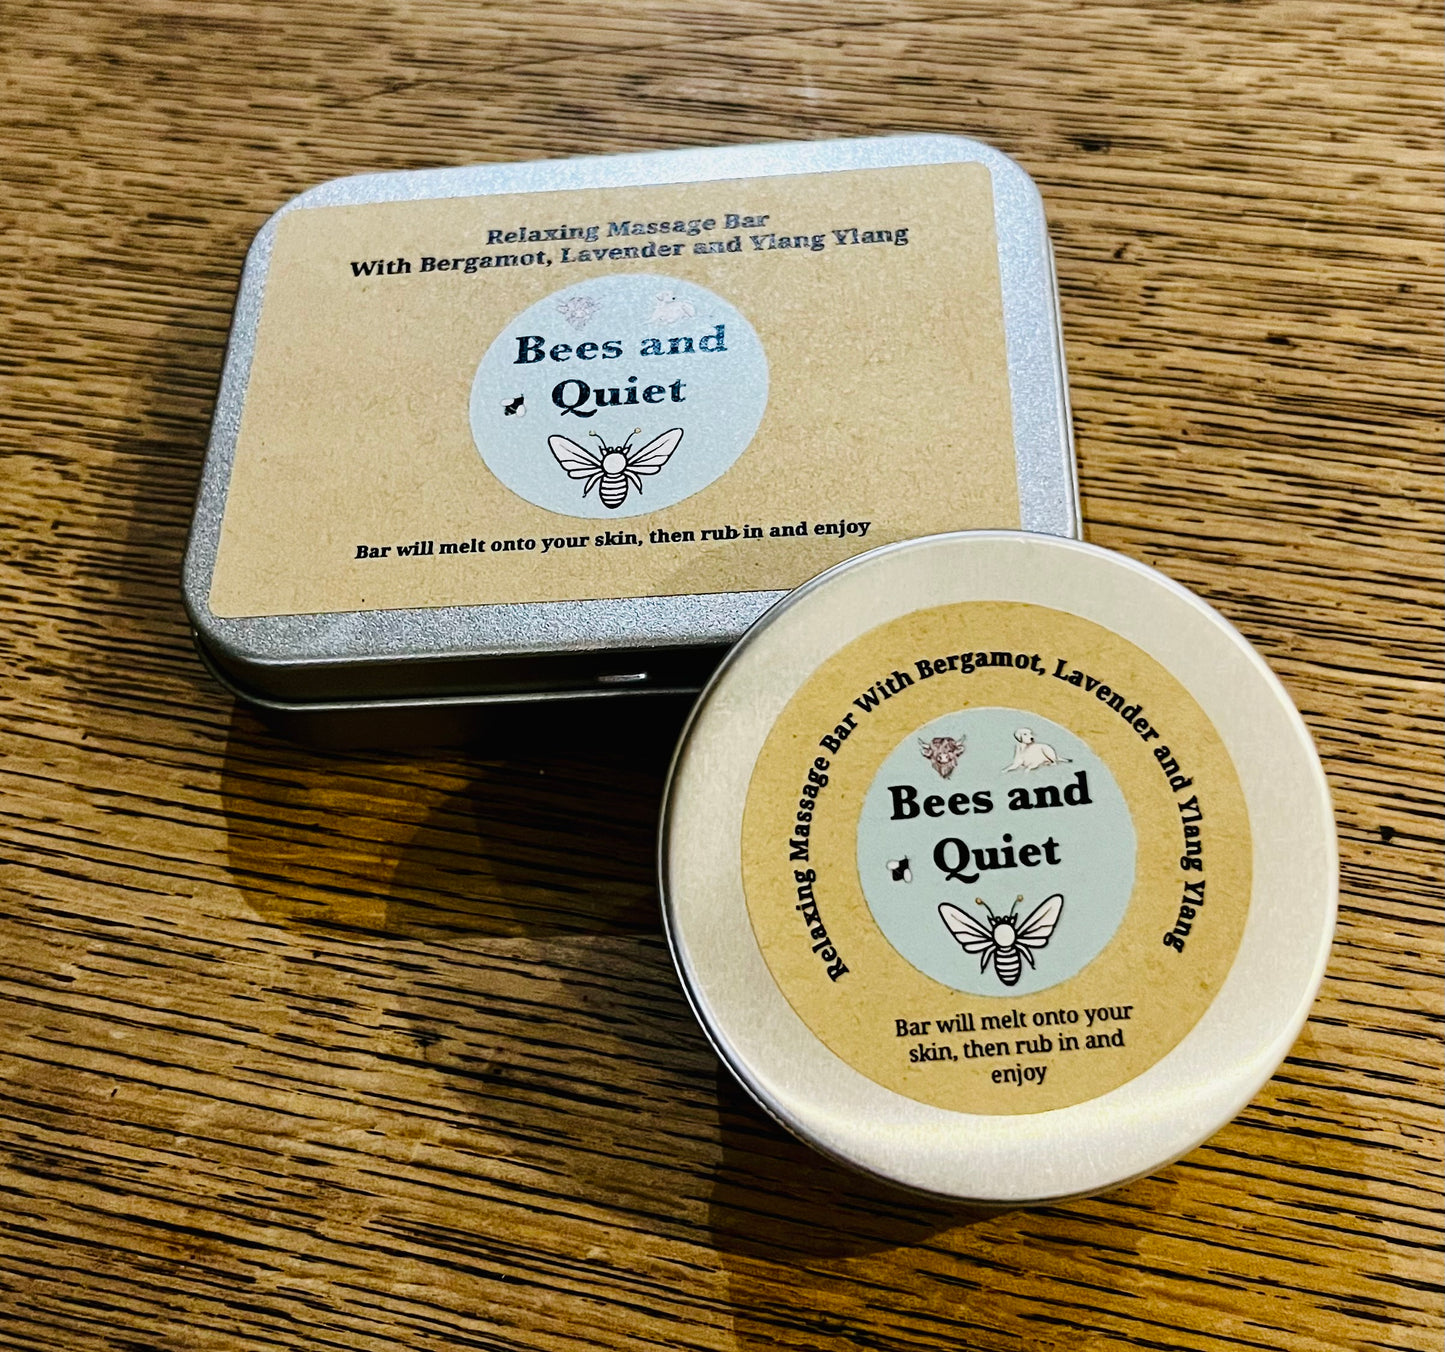 Relaxing Massage Bar
With Bergamot, Lavender and Ylang Ylang
Bees and
Quiet
Bar will melt onto your skin, then rub in and enjoy
Relaxing Massage Bar With Bergamot, Lavender and Ylang Ylang
Bees and
Quiet
Bar will melt onto your
skin, then rub in and
enjoy